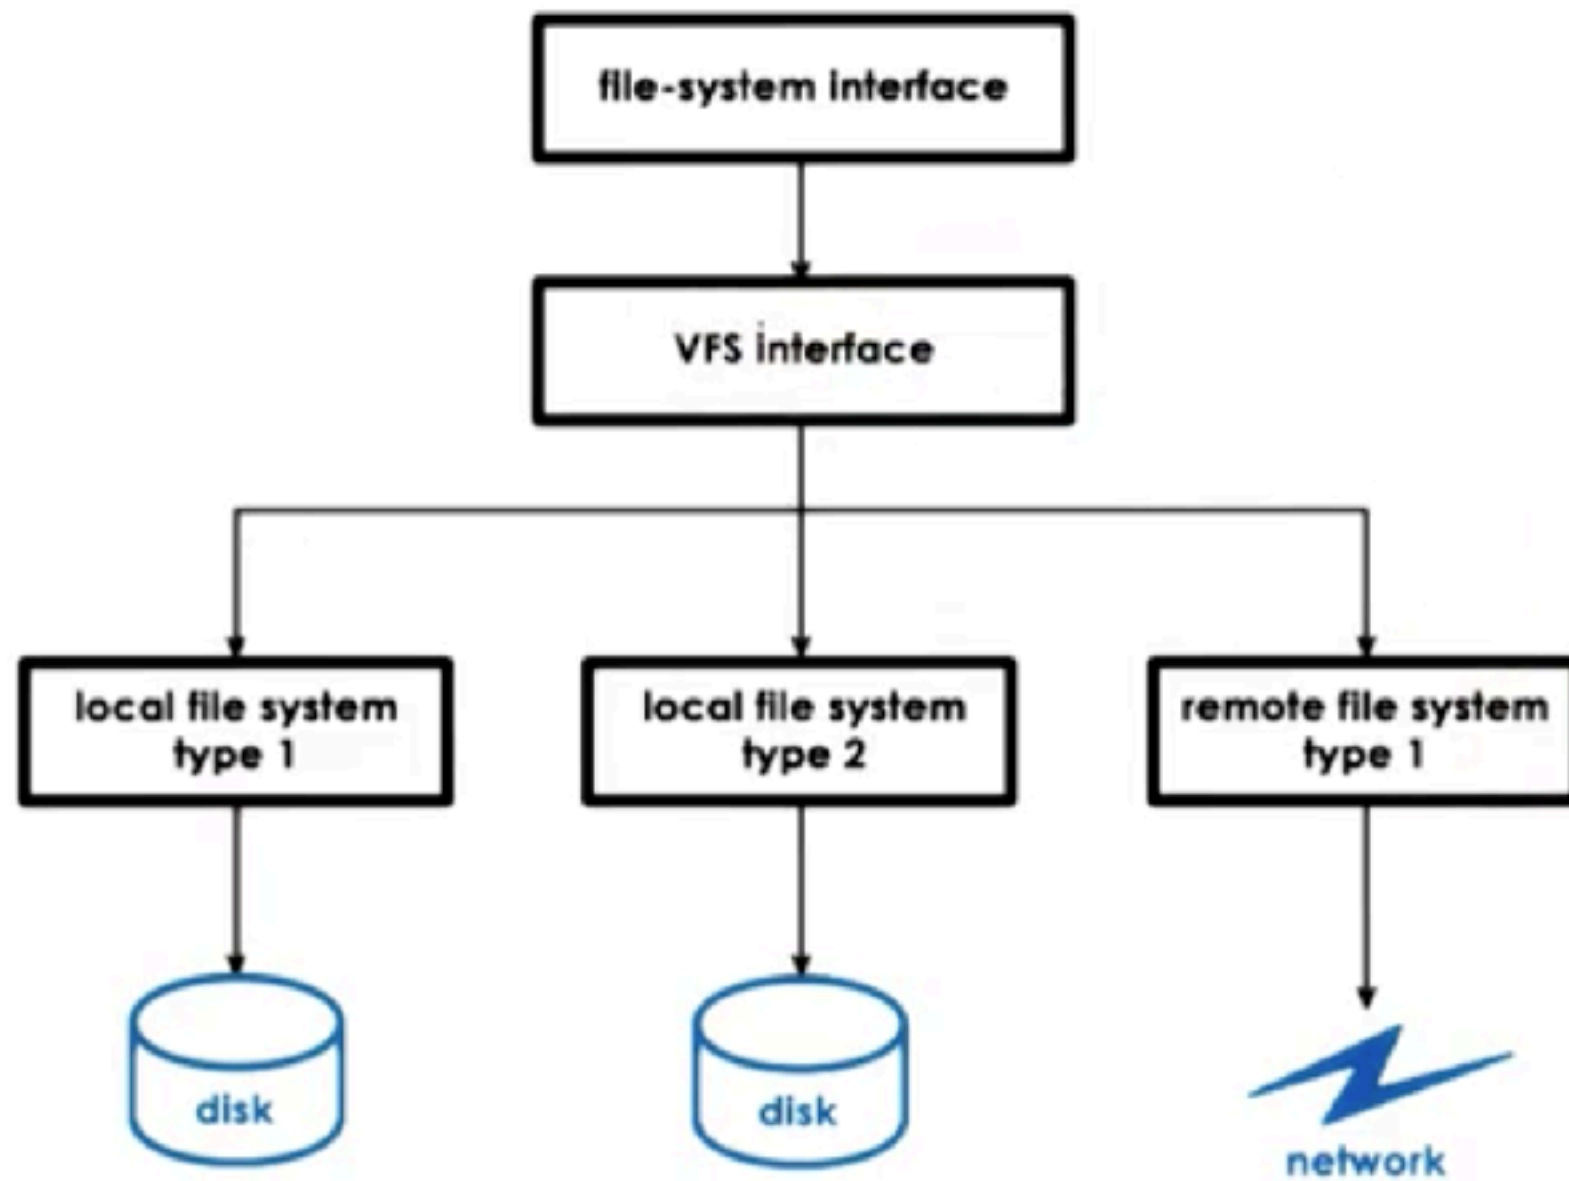 file-system interface
VFS interface
local file system
type 1
local file system
type 2
remote file system
type 1
disk
disk
network